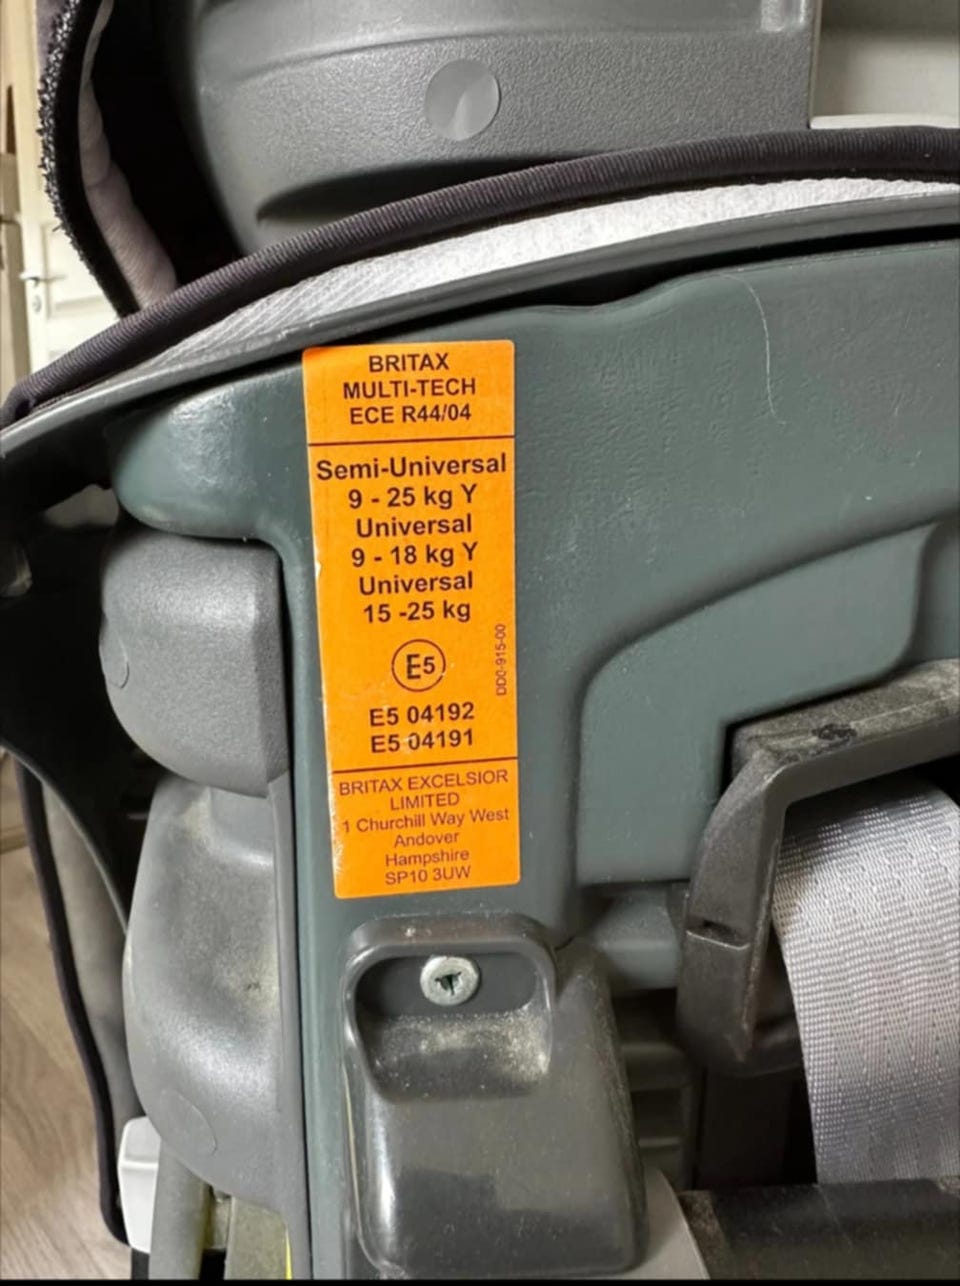 BRITAX
MULTI-TECH
ECE R44/04
Semi-Universal
9 - 25 kg Y
Universal
9 - 18 kg Y
Universal
15 -25 kg
E5
DD0-915-00
E5 04192
E5 04191
BRITAX EXCELSIOR
LIMITED
1 Churchill Way West
Andover
Hampshire
SP10 3UW